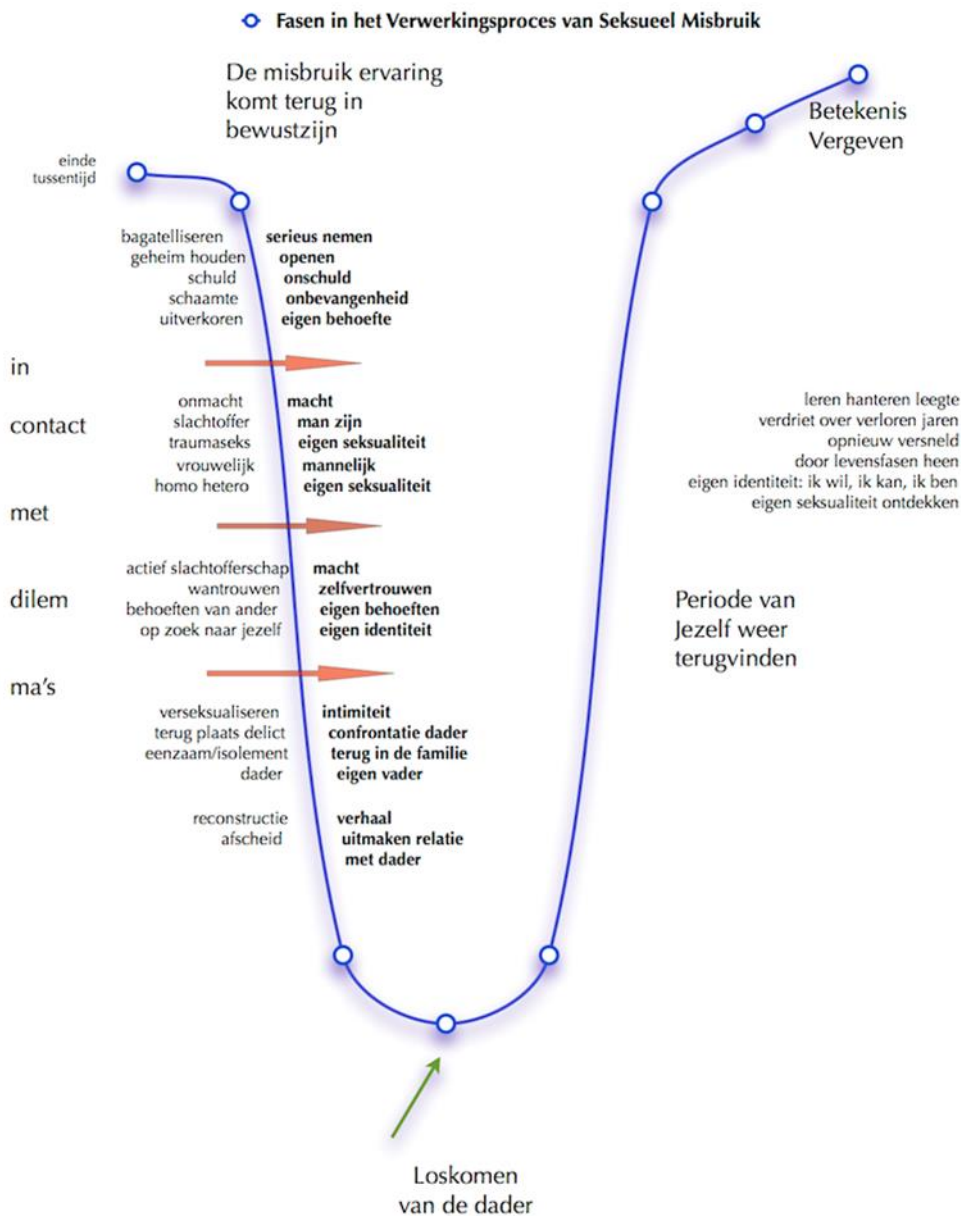 Fasen in het Verwerkingsproces van Seksueel Misbruik
De misbruik ervaring
komt terug in
bewustzijn
Betekenis
Vergeven
einde
tussentijd
bagatelliseren serieus nemen
geheim houden openen
schuld onschuld
schaamte onbevangenheid
uitverkoren eigen behoefte
in
onmacht macht
contact
slachtoffer man zijn
traumaseks eigen seksualiteit
vrouwelijk mannelijk
homo hetero eigen seksualiteit
met
actief slachtofferschap macht
wantrouwen zelfvertrouwen
dilem
behoeften van ander eigen behoeften
op zoek naar jezelf eigen identiteit
ma's
verseksualiseren intimiteit
terug plaats delict confrontatie dader
eenzaam/isolement terug in de familie
dader eigen vader
reconstructie verhaal
afscheid uitmaken relatie
met dader
leren hanteren leegte
verdriet over verloren jaren
opnieuw versneld
door levensfasen heen
eigen identiteit: ik wil, ik kan, ik ben
eigen seksualiteit ontdekken
Periode van
Jezelf weer
terugvinden
Loskomen
van de dader